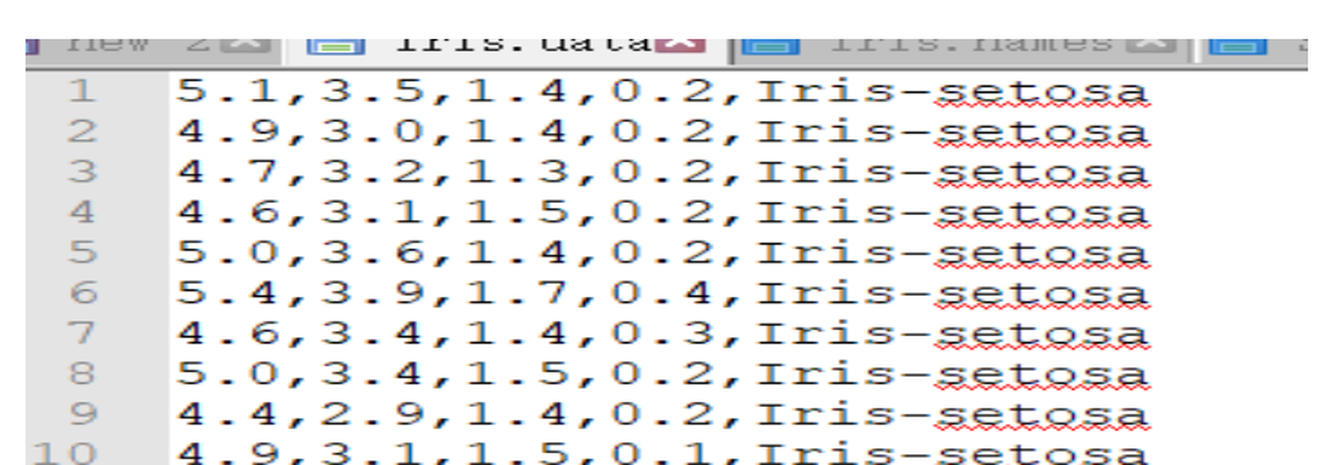 new 2 iris.data iris.names
1 5.1,3.5,1.4,0.2,Iris-setosa
2 4.9,3.0,1.4,0.2,Iris-setosa
3 4.7,3.2,1.3,0.2,Iris-setosa
4 4.6,3.1,1.5,0.2,Iris-setosa
5 5.0,3.6,1.4,0.2,Iris-setosa
6 5.4,3.9,1.7,0.4,Iris-setosa
7 4.6,3.4,1.4,0.3,Iris-setosa
8 5.0,3.4,1.5,0.2,Iris-setosa
9 4.4,2.9,1.4,0.2,Iris-setosa
10 4.9,3.1,1.5,0.1,Iris-setosa